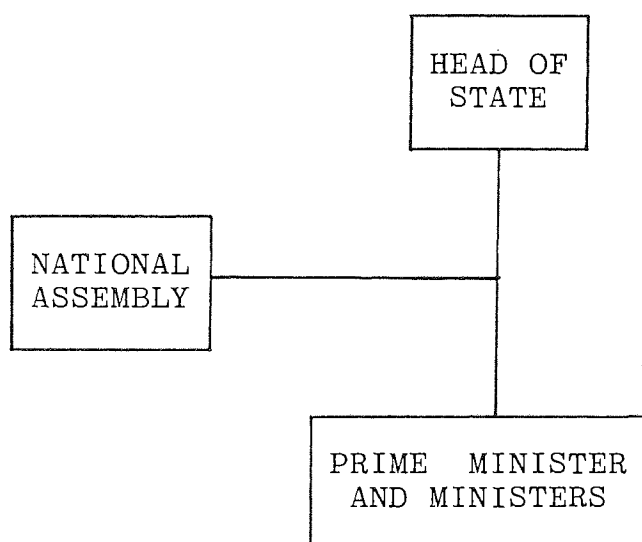 HEAD OF
STATE
NATIONAL
ASSEMBLY
PRIME MINISTER
AND MINISTERS